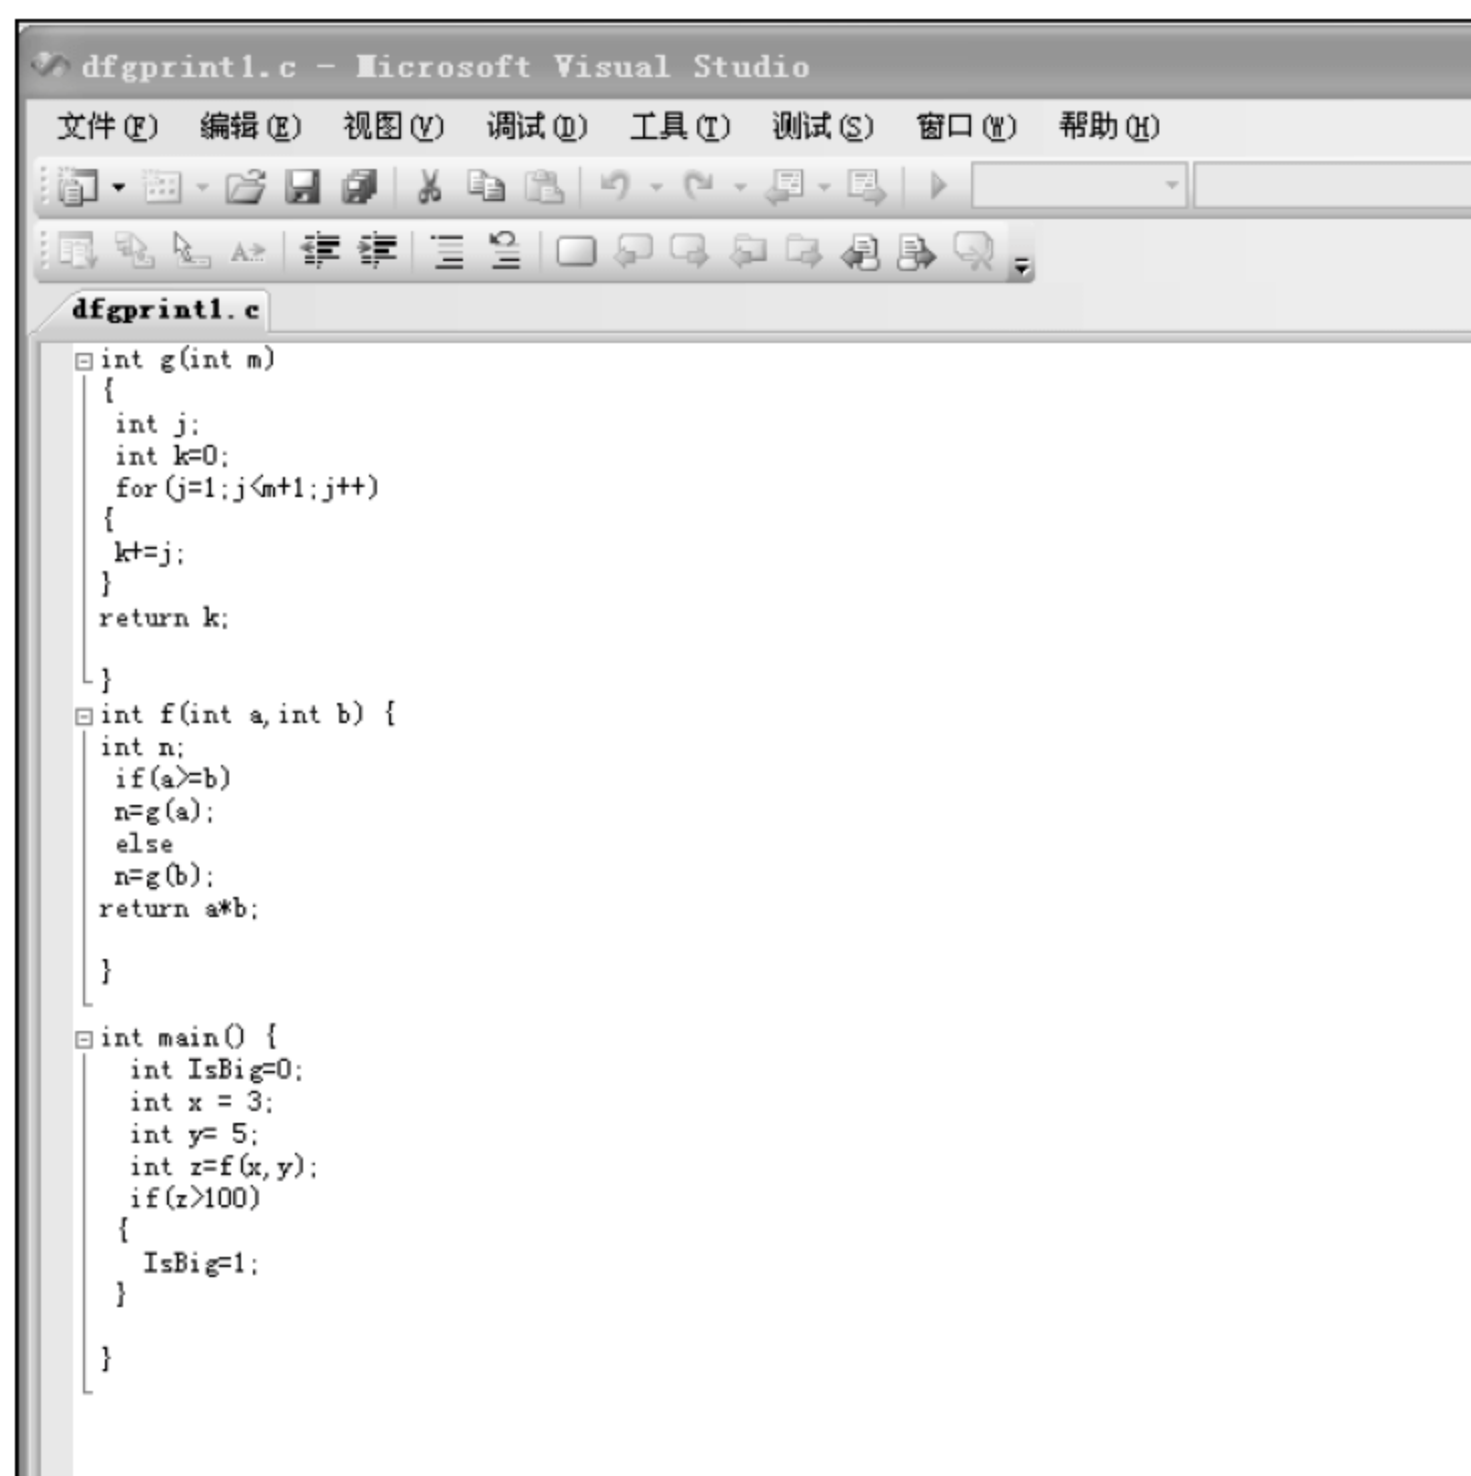 dfgprint1.c - Microsoft Visual Studio
文件(F) 编辑(E) 视图(V) 调试(D) 工具(T) 测试(S) 窗口(W) 帮助(H)
dfgprint1.c
int g(int m)
{
int j;
int k=0;
for(j=1;j<m+1;j++)
{
k+=j;
}
return k;
}
int f(int a,int b) {
int n;
if(a>=b)
n=g(a);
else
n=g(b);
return a*b;
}
int main() {
int IsBig=0;
int x = 3;
int y= 5;
int z=f(x,y);
if(z>100)
{
IsBig=1;
}
}